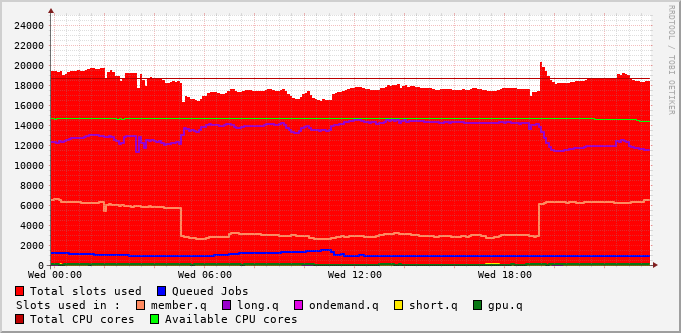 24000
22000
20000
18000
16000
14000
12000
10000
8000
6000
4000
2000
0
Wed 00:00 Wed 06:00 Wed 12:00 Wed 18:00
RRDTOOL / TOBI OETIKER
Total slots used Queued Jobs
Slots used in : member.q long.q ondemand.q short.q gpu.q
Total CPU cores Available CPU cores